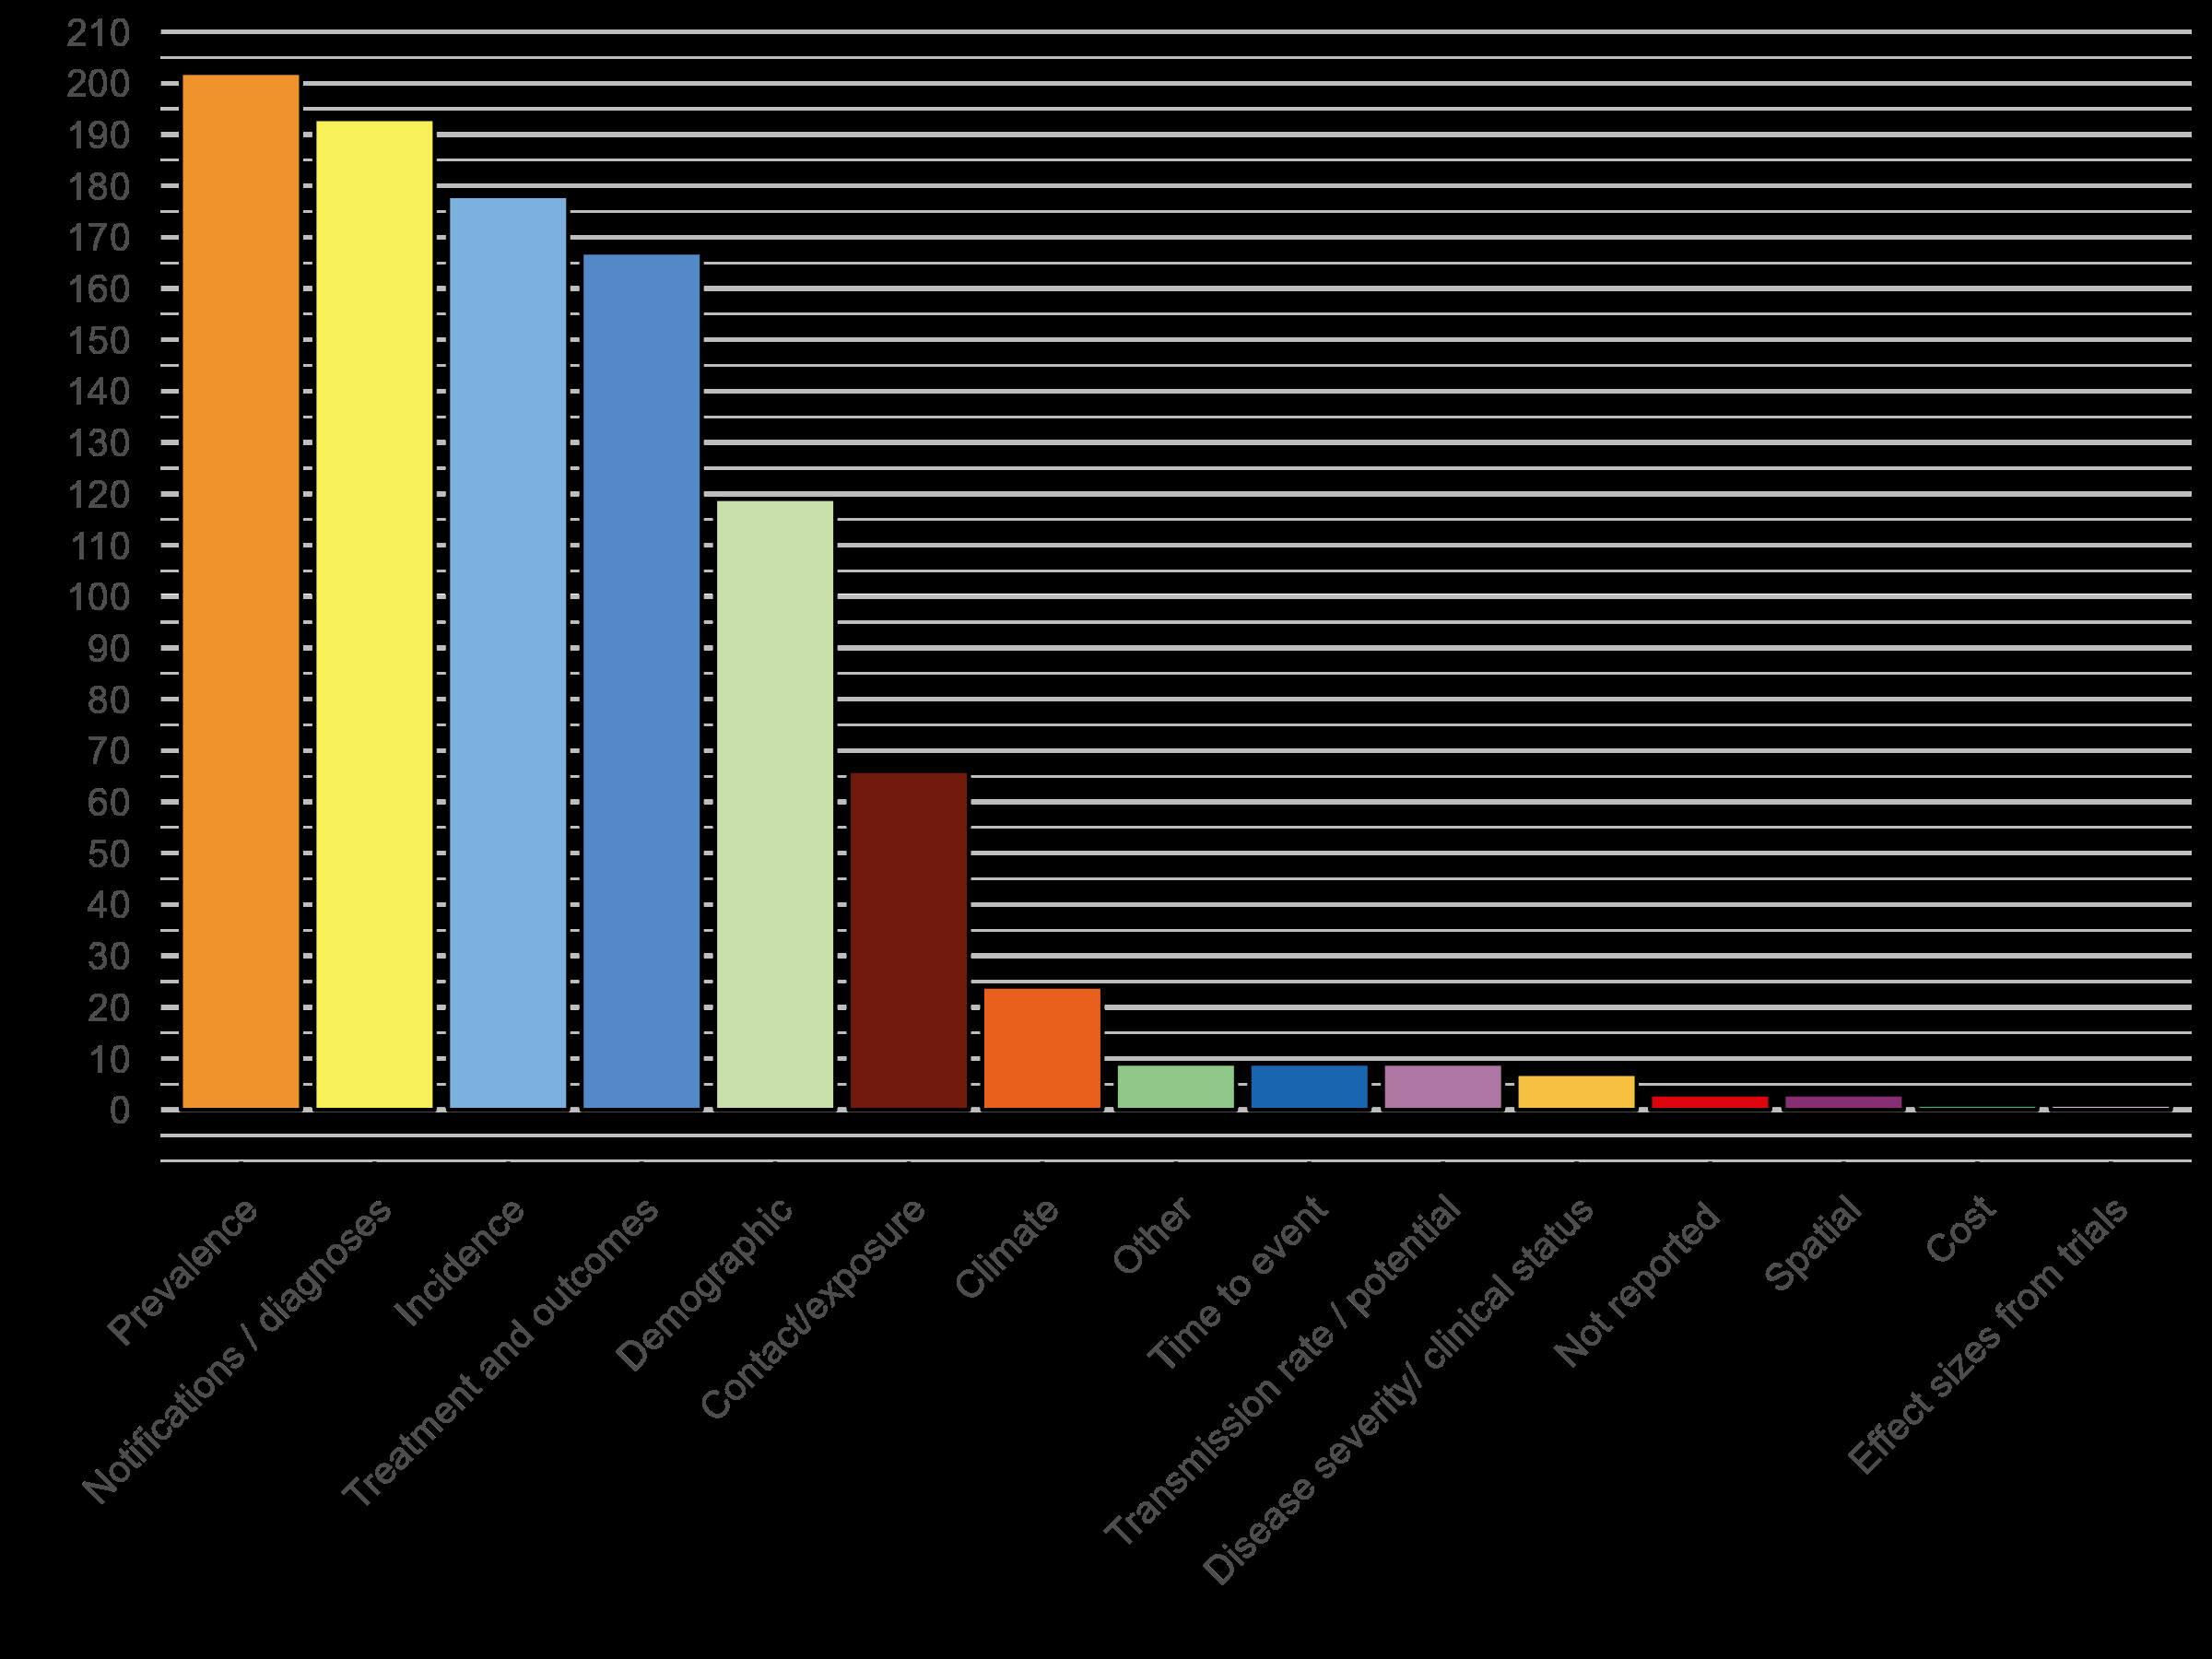 210
200
190
180
170
160
150
140
130
120
110
100
90
80
70
60
50
40
30
20
10
0
Prevalence
Notifications / diagnoses
Incidence
Treatment and outcomes
Demographic
Contact/exposure
Climate
Other
Time to event
Transmission rate / potential
Disease severity/ clinical status
Not reported
Spatial
Cost
Effect sizes from trials